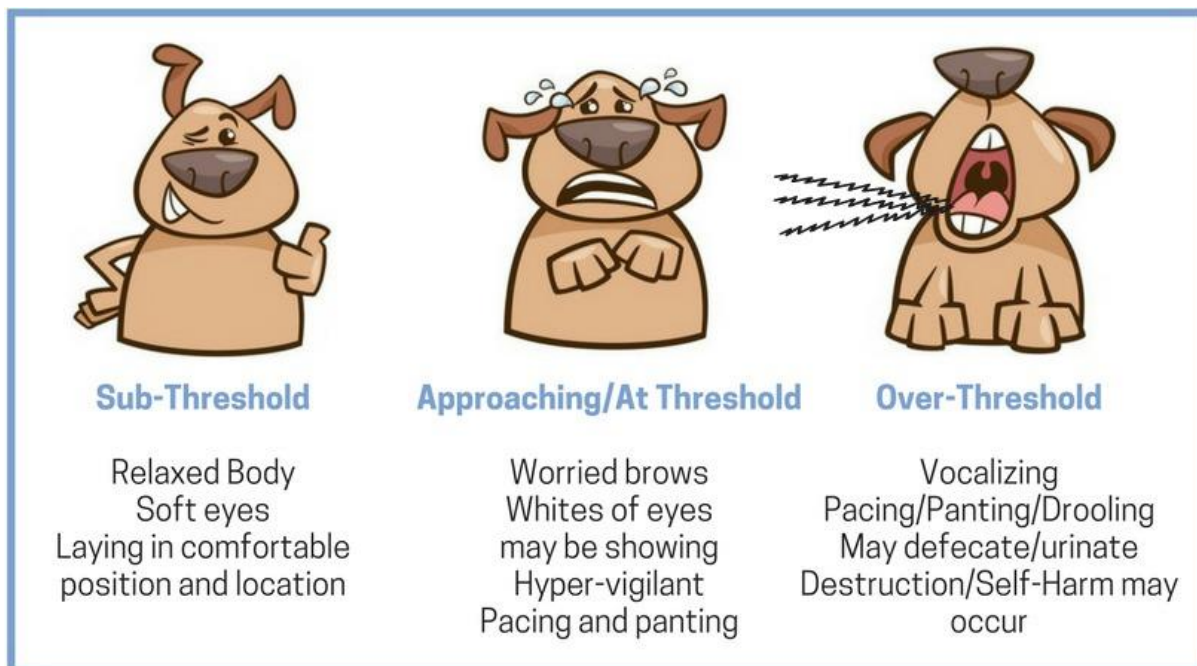 Sub-Threshold
Relaxed Body
Soft eyes
Laying in comfortable
position and location
Approaching/At Threshold
Worried brows
Whites of eyes
may be showing
Hyper-vigilant
Pacing and panting
Over-Threshold
Vocalizing
Pacing/Panting/Drooling
May defecate/urinate
Destruction/Self-Harm may
occur